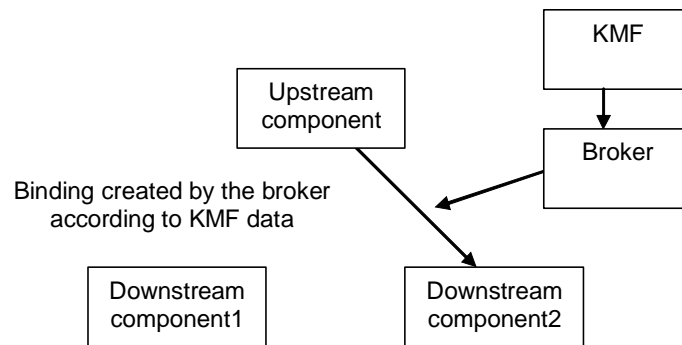 KMF
Upstream
component
Broker
Binding created by the broker
according to KMF data
Downstream
component1
Downstream
component2